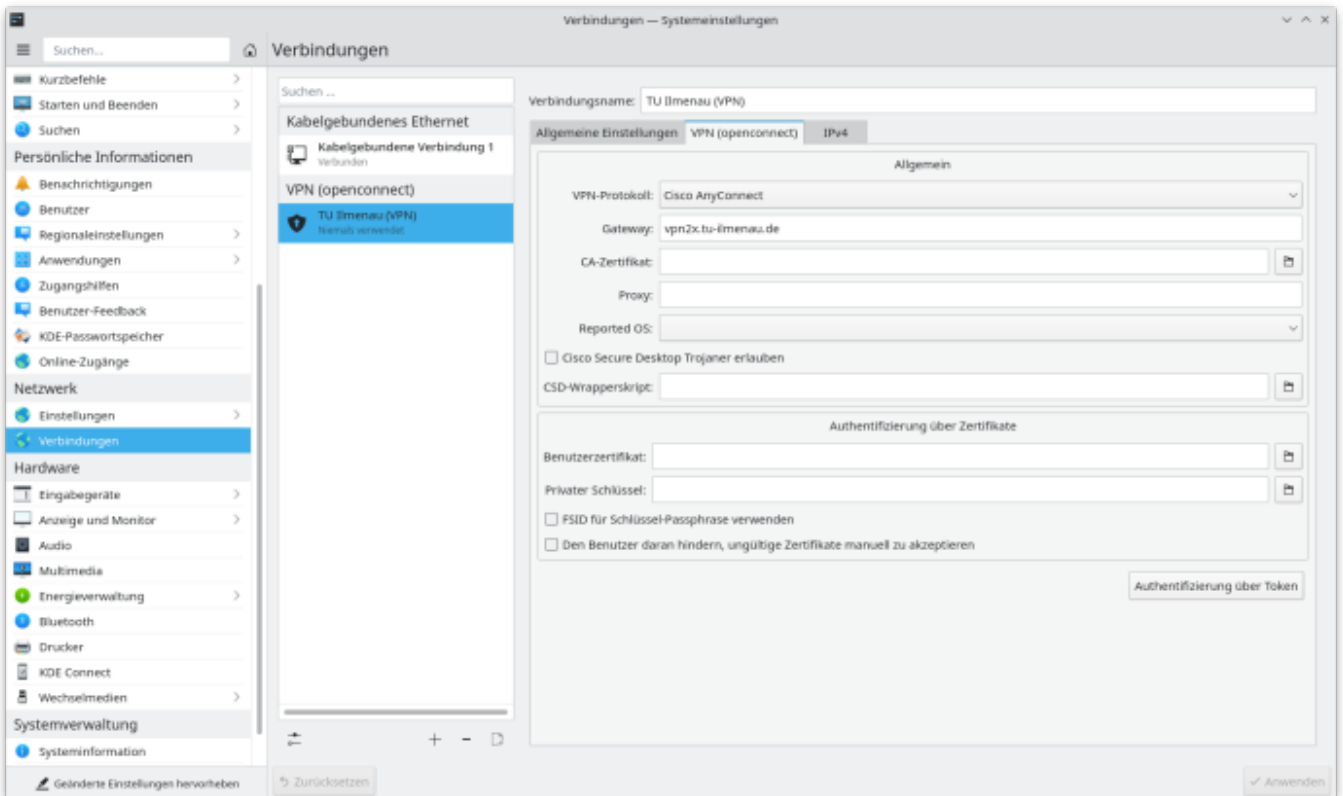 Verbindungen — Systemeinstellungen
Suchen...
Verbindungen
Kurzbefehle
Starten und Beenden
Suchen
Persönliche Informationen
Benachrichtigungen
Benutzer
Regionaleinstellungen
Anwendungen
Zugangshilfen
Benutzer-Feedback
KDE-Passwortspeicher
Online-Zugänge
Netzwerk
Einstellungen
Verbindungen
Hardware
Eingabegeräte
Anzeige und Monitor
Audio
Multimedia
Energieverwaltung
Bluetooth
Drucker
KDE Connect
Wechselmedien
Systemverwaltung
Systeminformation
Geänderte Einstellungen hervorheben
Suchen ...
Kabelgebundenes Ethernet
Kabelgebundene Verbindung 1
Verbunden
VPN (openconnect)
TU Ilmenau (VPN)
Niemals verwendet
Verbindungsname: TU Ilmenau (VPN)
Allgemeine Einstellungen VPN (openconnect) IPv4
Allgemein
VPN-Protokoll: Cisco AnyConnect
Gateway: vpn2x.tu-ilmenau.de
CA-Zertifikat:
Proxy:
Reported OS:
Cisco Secure Desktop Trojaner erlauben
CSD-Wrapperskript:
Authentifizierung über Zertifikate
Benutzerzertifikat:
Privater Schlüssel:
FSID für Schlüssel-Passphrase verwenden
Den Benutzer daran hindern, ungültige Zertifikate manuell zu akzeptieren
Authentifizierung über Token
Zurücksetzen
Anwenden